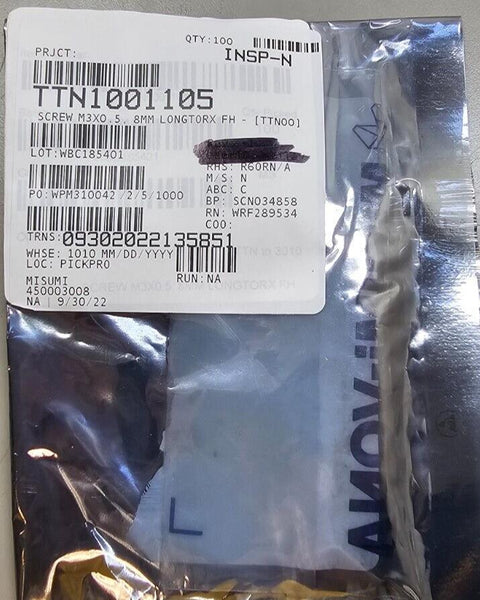 PRJCT:
QTY:100
INSP-N
TTN1001105
SCREW M3X0.5, 8MM LONGTORX FH - [TTN00]
LOT:WBC185401
RHS: R60RN/A
M/S: N
PO:WPM310042 /2/5/1000
ABC: C
BP: SCN034858
RN: WRF289534
COO:
TRNS:09302022135851
WHSE: 1010 MM/DD/YYYY
LOC: PICKPRO
RUN:NA
MISUMI
450003008
NA | 9/30/22